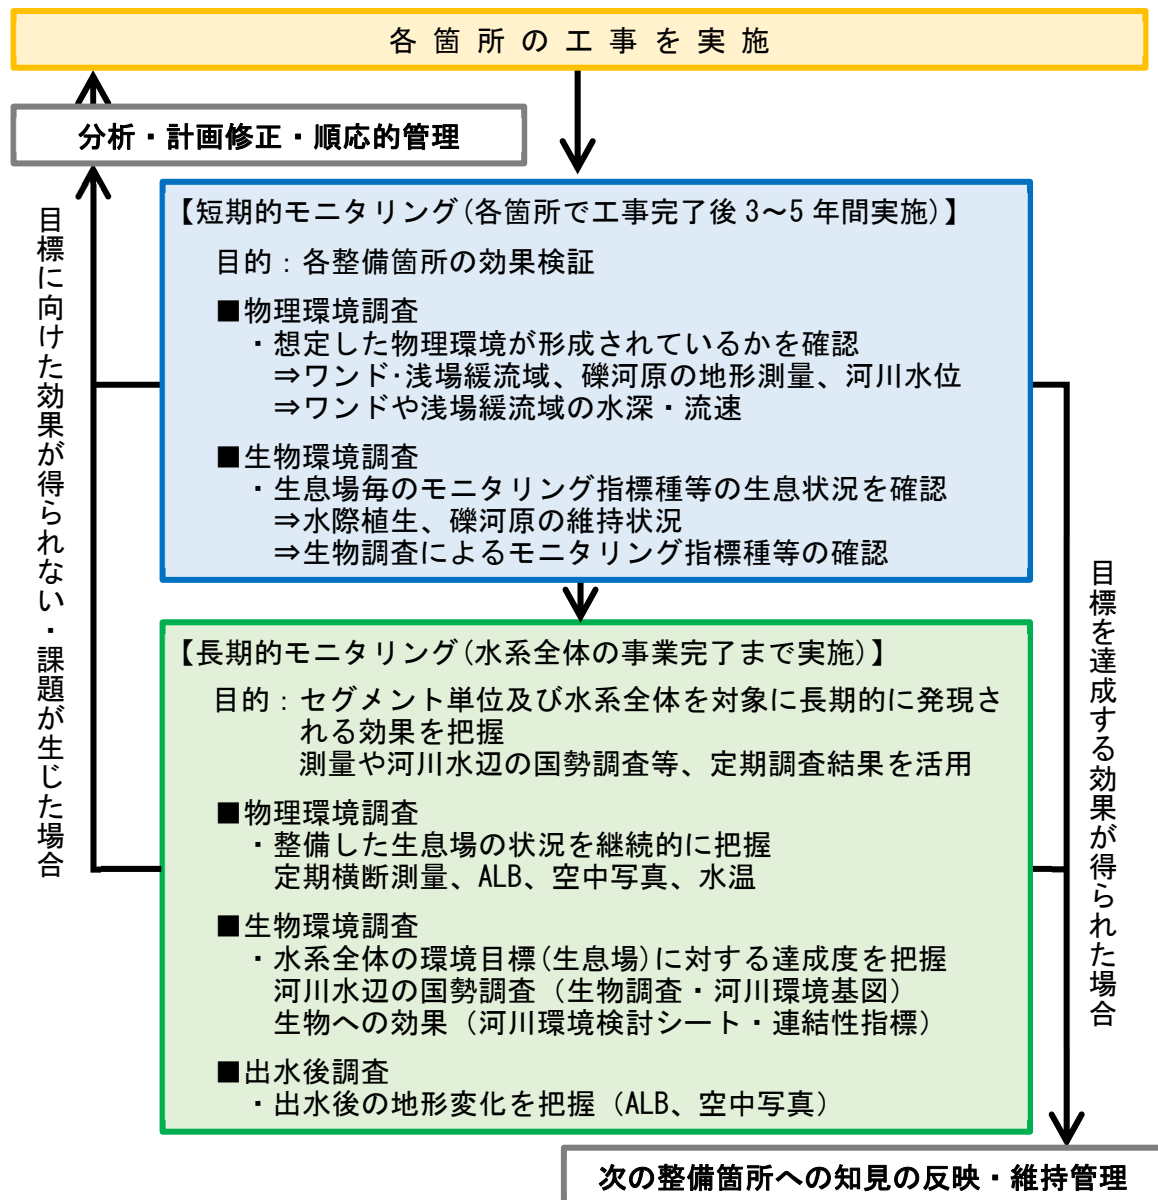 各箇所の工事を実施
分析・計画修正・順応的管理
【短期的モニタリング(各箇所で工事完了後3～5年間実施)】
目的：各整備箇所の効果検証
■物理環境調査
・想定した物理環境が形成されているかを確認
⇒ワンド・浅場緩流域、礫河原の地形測量、河川水位
⇒ワンドや浅場緩流域の水深・流速
■生物環境調査
・生息場毎のモニタリング指標種等の生息状況を確認
⇒水際植生、礫河原の維持状況
⇒生物調査によるモニタリング指標種等の確認
目標に向けた効果が得られない・課題が生じた場合
【長期的モニタリング(水系全体の事業完了まで実施)】
目的：セグメント単位及び水系全体を対象に長期的に発現さ
れる効果を把握
測量や河川水辺の国勢調査等、定期調査結果を活用
■物理環境調査
・整備した生息場の状況を継続的に把握
定期横断測量、ALB、空中写真、水温
■生物環境調査
・水系全体の環境目標(生息場)に対する達成度を把握
河川水辺の国勢調査（生物調査・河川環境基図）
生物への効果（河川環境検討シート・連結性指標）
■出水後調査
・出水後の地形変化を把握（ALB、空中写真）
目標を達成する効果が得られた場合
次の整備箇所への知見の反映・維持管理